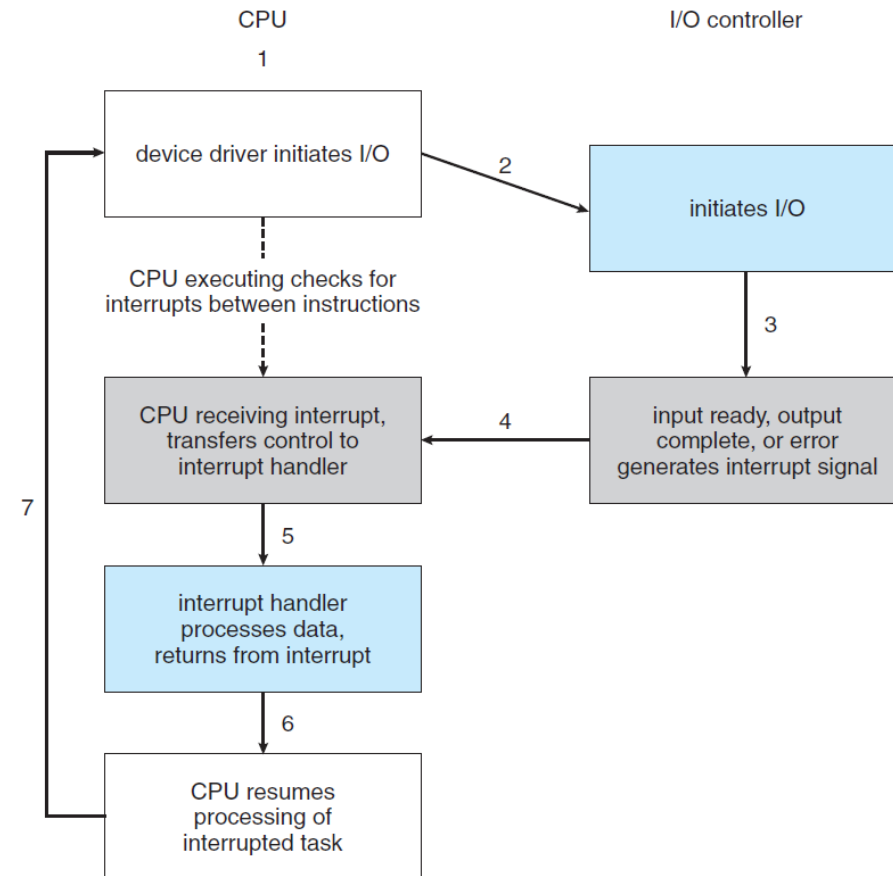 CPU
I/O controller
1
device driver initiates I/O
2
initiates I/O
CPU executing checks for
interrupts between instructions
3
CPU receiving interrupt,
transfers control to
interrupt handler
4
input ready, output
complete, or error
generates interrupt signal
7
5
interrupt handler
processes data,
returns from interrupt
6
CPU resumes
processing of
interrupted task